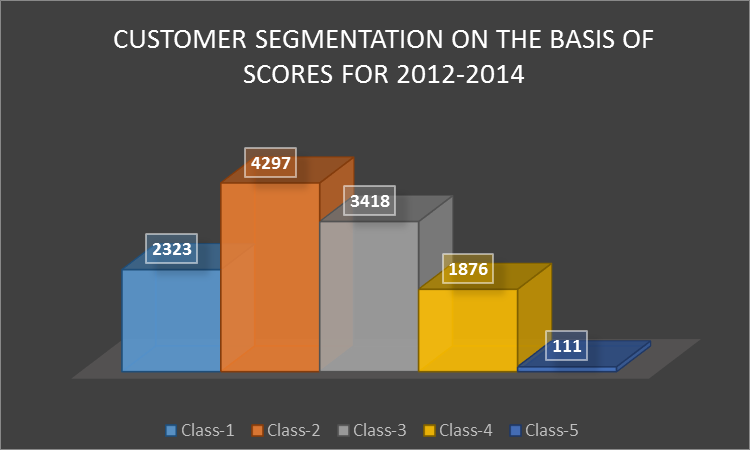 CUSTOMER SEGMENTATION ON THE BASIS OF
SCORES FOR 2012-2014
4297
3418
2323
1876
111
Class-1 Class-2 Class-3 Class-4 Class-5